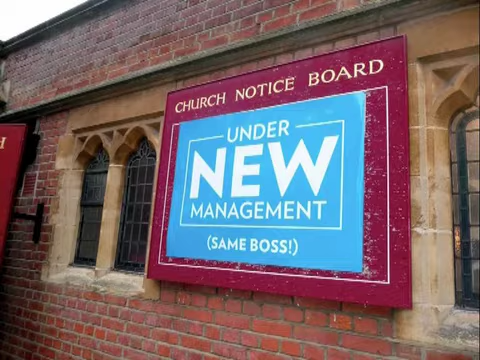 CHURCH NOTICE BOARD
UNDER
NEW
MANAGEMENT
(SAME BOSS!)